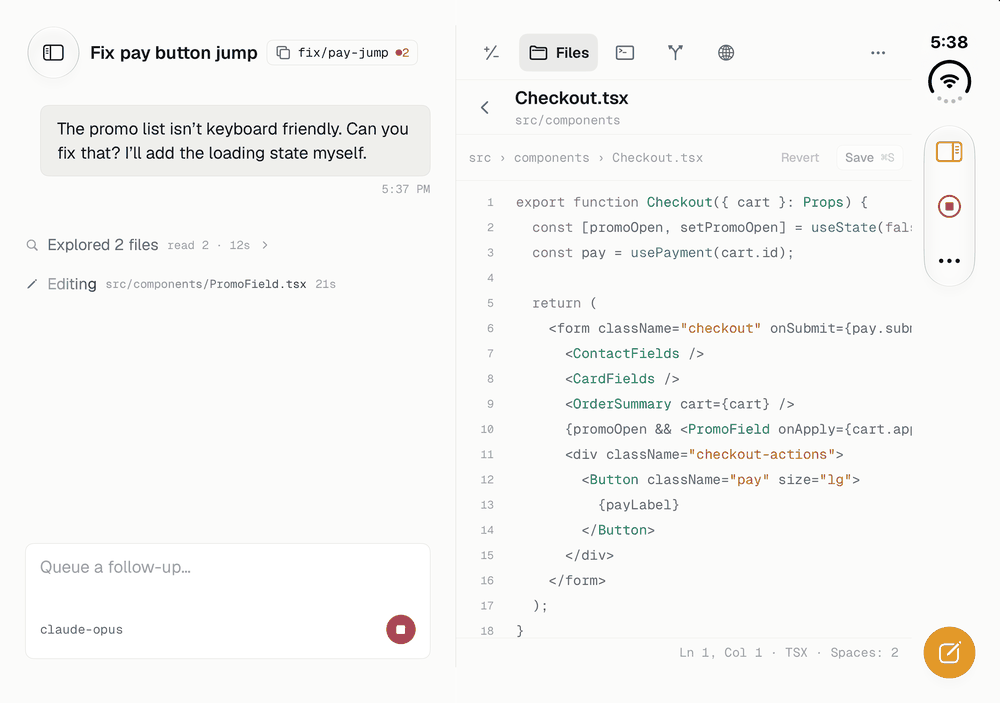 Fix pay button jump
fix/pay-jump 2
The promo list isn’t keyboard friendly. Can you
fix that? I’ll add the loading state myself.
5:37 PM
Explored 2 files read 2 · 12s
Editing src/components/PromoField.tsx 21s
Queue a follow-up…
claude-opus
Files
Checkout.tsx
src/components
src › components › Checkout.tsx
Revert
Save ⌘S
1 export function Checkout({ cart }: Props) {
2 const [promoOpen, setPromoOpen] = useState(fals
3 const pay = usePayment(cart.id);
4
5 return (
6 <form className="checkout" onSubmit={pay.subm
7 <ContactFields />
8 <CardFields />
9 <OrderSummary cart={cart} />
10 {promoOpen && <PromoField onApply={cart.app
11 <div className="checkout-actions">
12 <Button className="pay" size="lg">
13 {payLabel}
14 </Button>
15 </div>
16 </form>
17 );
18 }
Ln 1, Col 1 · TSX · Spaces: 2
5:38